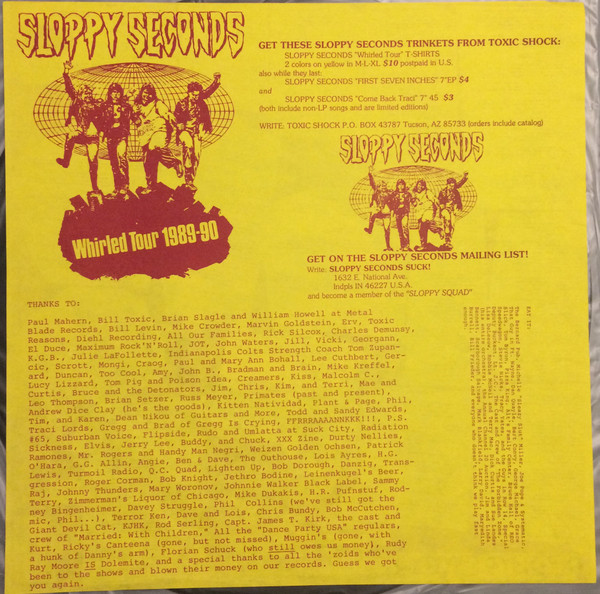 SLOPPY SECONDS
Whirled Tour 1989-90
GET THESE SLOPPY SECONDS TRINKETS FROM TOXIC SHOCK:
SLOPPY SECONDS "Whirled Tour" T-SHIRTS
2 colors on yellow in M-L-XL $10 postpaid in U.S.
also while they last:
SLOPPY SECONDS "FIRST SEVEN INCHES" 7"EP $4
and
SLOPPY SECONDS "Come Back Traci" 7" 45 $3
(both include non-LP songs and are limited editions)
WRITE: TOXIC SHOCK P.O. BOX 43787 Tucson, AZ 85733 (orders include catalog)
SLOPPY SECONDS
GET ON THE SLOPPY SECONDS MAILING LIST!
Write: SLOPPY SECONDS SUCK!
1632 E. National Ave.
Indpls IN 46227 U.S.A.
and become a member of the "SLOPPY SQUAD"
THANKS TO:
Paul Mahern, Bill Toxic, Brian Slagle and William Howell at Metal
Blade Records, Bill Levin, Mike Crowder, Marvin Goldstein, Erv, Toxic
Reasons, Diehl Recording, All Our Families, Rick Silcox, Charles Demunsy,
El Duce, Maximum Rock'N'Roll, JOT, John Waters, Jill, Vicki, Georgann,
K.G.B., Julie LaFollette, Indianapolis Colts Strength Coach Tom Zupan-
cic, Scrott, Mongi, Craog, Paul and Mary Ann Bohall, Lee Cuthbert, Ger-
ard, Duncan, Too Cool, Amy, John B., Bradman and Brain, Mike Kreffel,
Lucy Lizzard, Tom Pig and Poison Idea, Creamers, Kiss, Malcolm C.,
Curtis, Bruce and the Detonators, Jim, Chris, Kim, and Terri, Mae and
Leo Thompson, Brian Setzer, Russ Meyer, Primates (past and present),
Andrew Dice Clay (he's the goods), Kitten Natividad, Plant & Page, Phil,
Tim, and Karen, Dean Nikou of Guitars and More, Todd and Sandy Edwards,
Traci Lords, Gregg and Brad of Gregg Is Crying, P.S.
#65, Suburban Voice, Flipside, Rudo and Umlatta at Suck City, Radiation
Sickness, Elvis, Jerry Lee, Buddy, and Chuck, XXX Zine, Durty Nellies,
Ramones, Mr. Rogers and Handy Man Negri, Weizen Golden Ochsen, Patrick
O'Hara, G.G. Allin, Angie, Ben & Dave, The Outhouse, Lois Ayres, H.G.
Lewis, Turmoil Radio, Q.C. Quad, Lighten Up, Bob Dorough, Danzig, Trans-
gression, Roger Corman, Bob Knight, Jethro Bodine, Leinenkugel's Beer,
Raj, Johnny Thunders, Mary Woronov, Johnnie Walker Black Label, Sammy
Terry, Zimmerman's Liquor of Chicago, Mike Dukakis, H.R. Pufnstuf, Rod-
ney Bingenheimer, Davey Struggle, Phil Collins (we've still got the
mic, Phil...), Terror Ken, Dave and Lois, Chris Bundy, Bob McCutchen,
Giant Devil Cat, KJHK, Rod Serling, Capt. James T. Kirk, the cast and
crew of "Married: With Children," All the "Dance Party USA" regulars,
Kurt, Ricky's Canteena (gone, but not missed), Muggin's (gone, with
a hunk of Danny's arm), Florian Schuck (who still owes us money), Rudy
Ray Moore IS Dolemite, and a special thanks to all the 'zoids who've
been to the shows and blown their money on our records. Guess we got
you again.